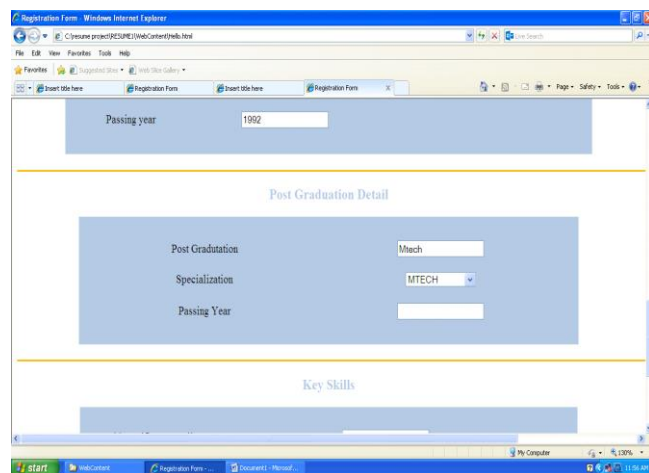 Registration Form - Windows Internet Explorer
C:\resume project\RESUME1\WebContent\Hello.html
Live Search
File Edit View Favorites Tools Help
Favorites Suggested Sites Web Slice Gallery
Insert title here Registration Form Insert title here Registration Form X Page Safety Tools
Passing year 1992
Post Graduation Detail
Post Gradutation Mtech
Specialization MTECH
Passing Year
Key Skills
My Computer 130%
start WebContent Registration Form - ... Document1 - Microsof... 11:56 AM